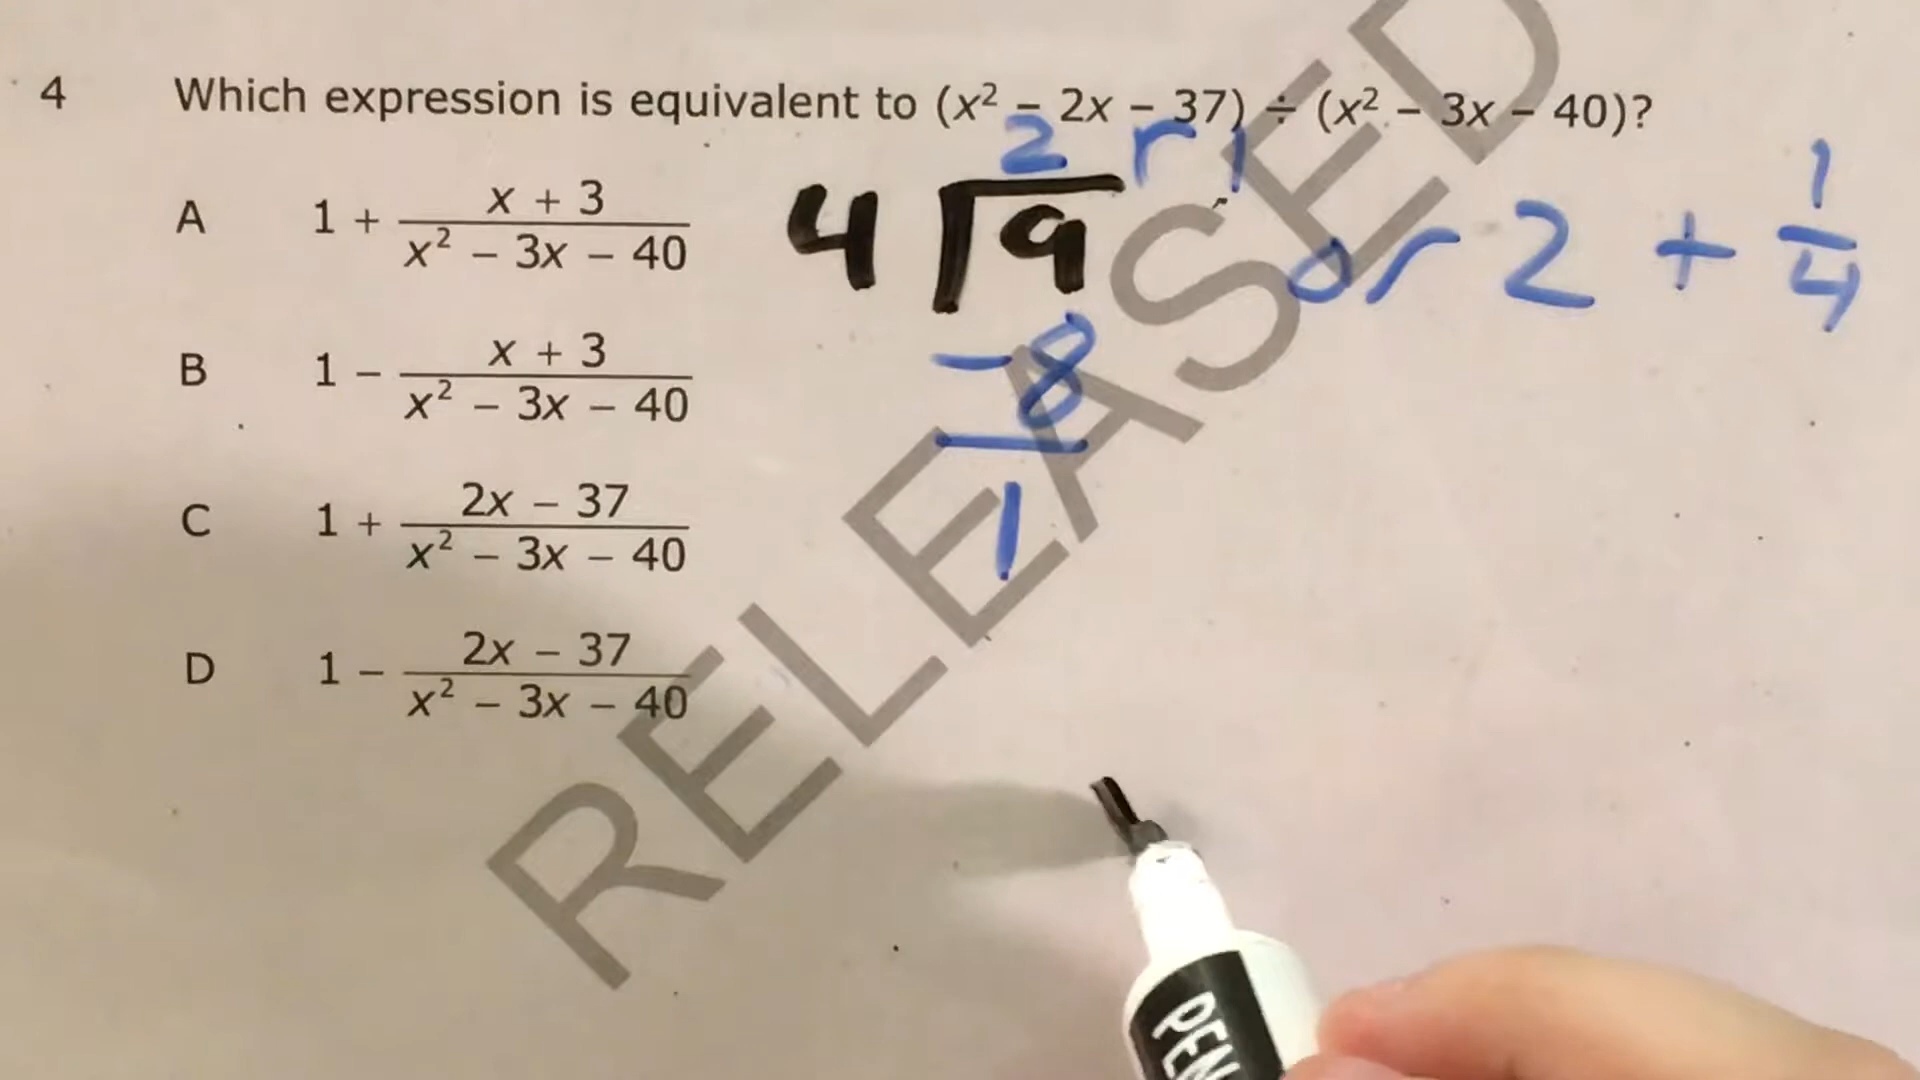 4 Which expression is equivalent to (x² – 2x – 37) ÷ (x² – 3x – 40)?
A 1 + x + 3
x² – 3x – 40
B 1 – x + 3
x² – 3x – 40
C 1 + 2x – 37
x² – 3x – 40
D 1 – 2x – 37
x² – 3x – 40
2 r 1
4 9 or 2 + 1/4
-8
1
RELEASED
PEN